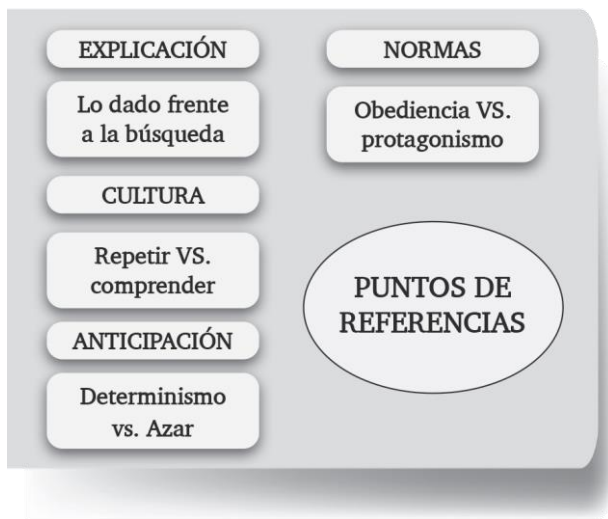 EXPLICACIÓN
Lo dado frente
a la búsqueda
CULTURA
Repetir VS.
comprender
ANTICIPACIÓN
Determinismo
vs. Azar
NORMAS
Obediencia VS.
protagonismo
PUNTOS DE
REFERENCIAS